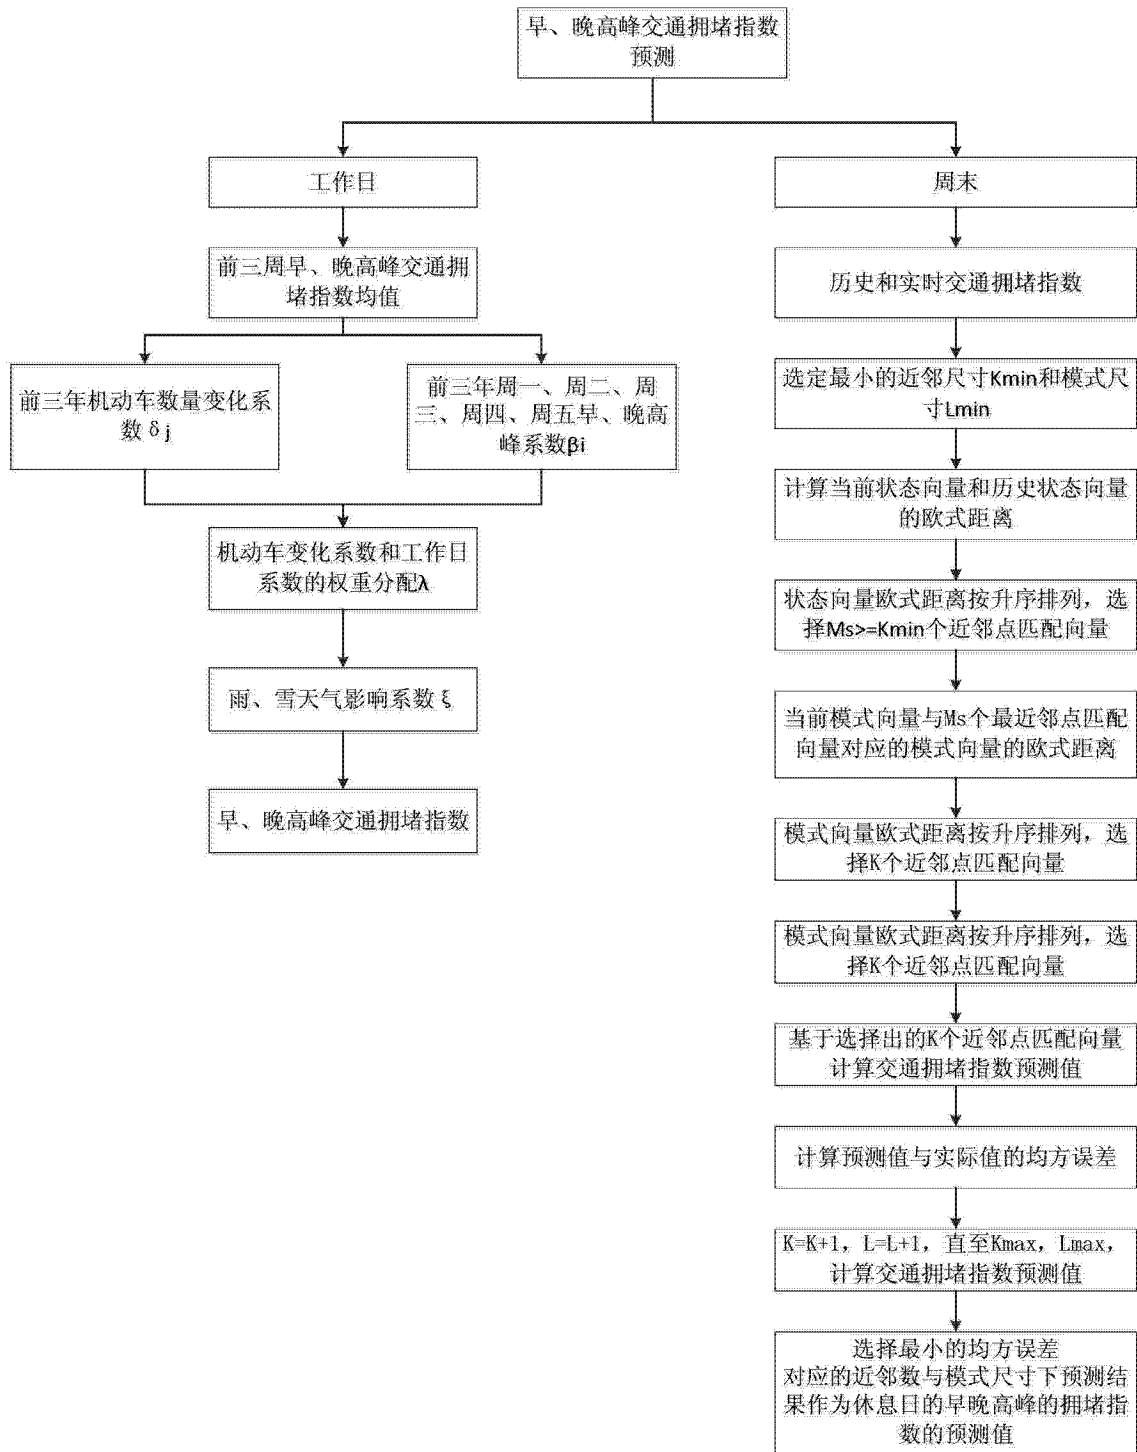 早、晚高峰交通拥堵指数
预测
工作日
前三周早、晚高峰交通拥
堵指数均值
前三年机动车数量变化系
数δj
前三年周一、周二、周
三、周四、周五早、晚高
峰系数βi
机动车变化系数和工作日
系数的权重分配λ
雨、雪天气影响系数ξ
早、晚高峰交通拥堵指数
周末
历史和实时交通拥堵指数
选定最小的近邻尺寸Kmin和模式尺
寸Lmin
计算当前状态向量和历史状态向量
的欧式距离
状态向量欧式距离按升序排列，选
择Ms>=Kmin个近邻点匹配向量
当前模式向量与Ms个最近邻点匹配
向量对应的模式向量的欧式距离
模式向量欧式距离按升序排列，选
择K个近邻点匹配向量
模式向量欧式距离按升序排列，选
择K个近邻点匹配向量
基于选择出的K个近邻点匹配向量
计算交通拥堵指数预测值
计算预测值与实际值的均方误差
K=K+1，L=L+1，直至Kmax，Lmax，
计算交通拥堵指数预测值
选择最小的均方误差
对应的近邻数与模式尺寸下预测结
果作为休息日的早晚高峰的拥堵指
数的预测值